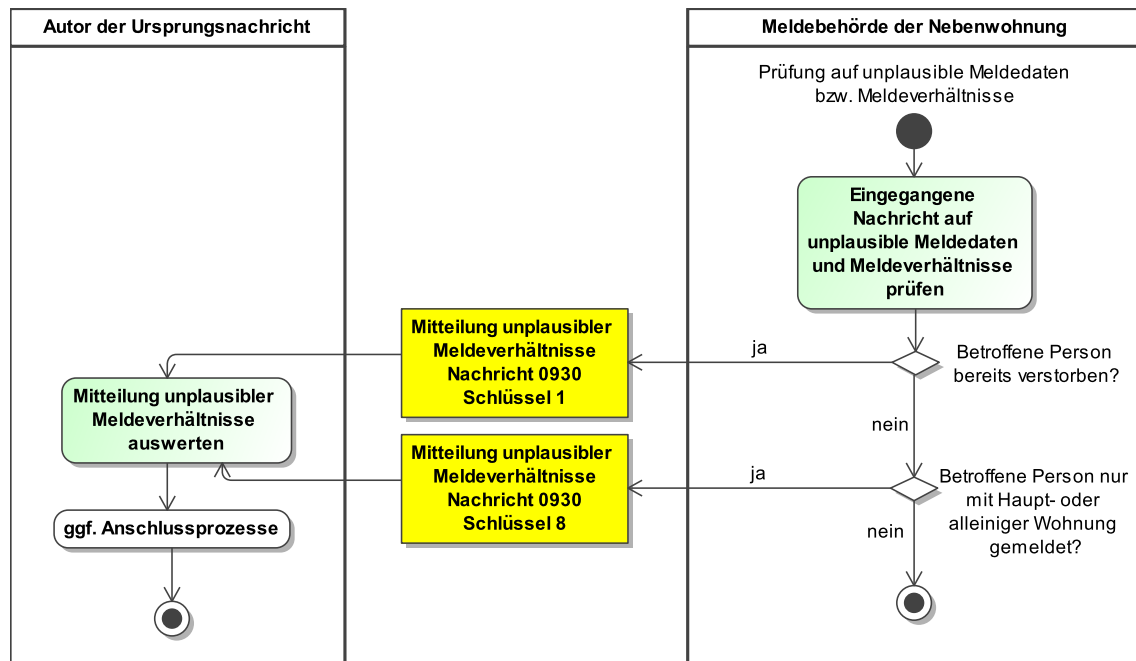 Autor der Ursprungsnachricht
Meldebehörde der Nebenwohnung
Prüfung auf unplausible Meldedaten
bzw. Meldeverhältnisse
Eingegangene
Nachricht auf
unplausible Meldedaten
und Meldeverhältnisse
prüfen
Mitteilung unplausibler
Meldeverhältnisse
Nachricht 0930
Schlüssel 1
ja
Betroffene Person
bereits verstorben?
Mitteilung unplausibler
Meldeverhältnisse
auswerten
nein
Mitteilung unplausibler
Meldeverhältnisse
Nachricht 0930
Schlüssel 8
ja
Betroffene Person nur
mit Haupt- oder
alleiniger Wohnung
gemeldet?
nein
ggf. Anschlussprozesse